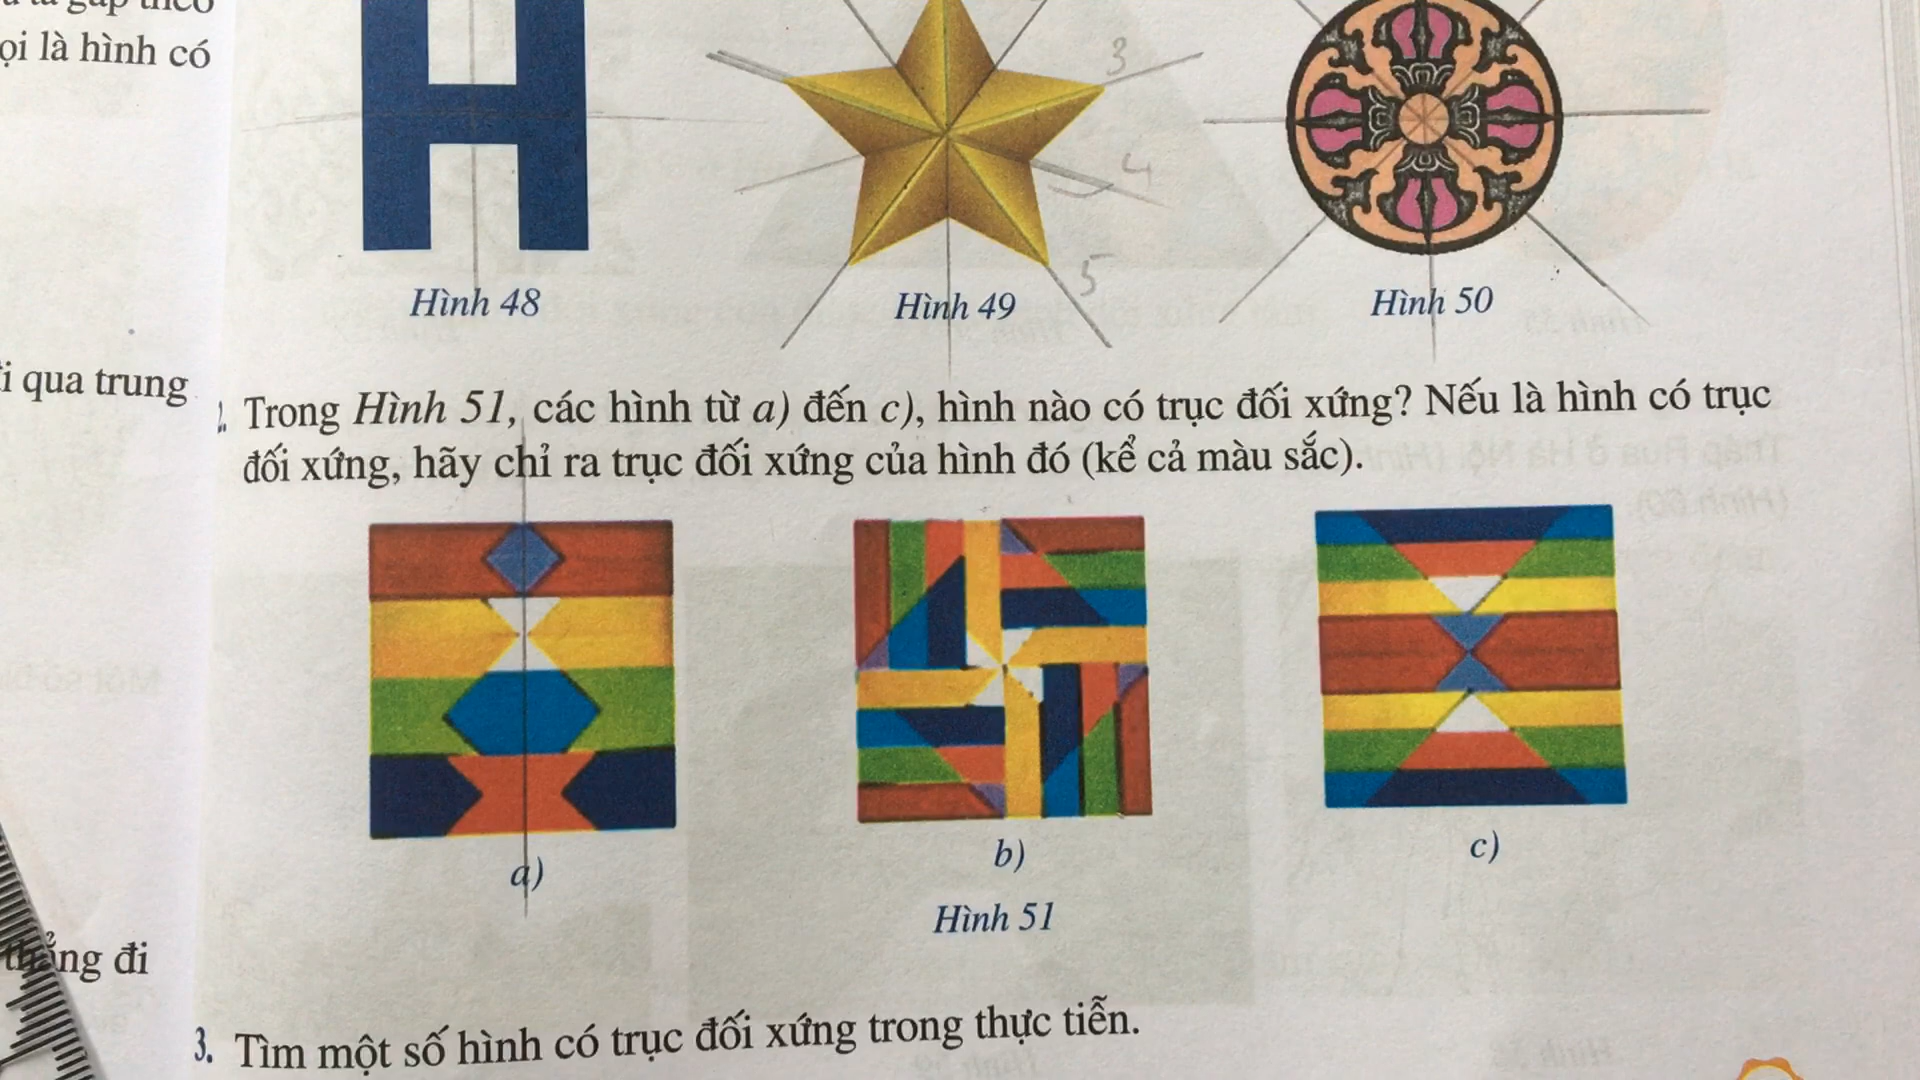 ọi là hình có
3
4
5
Hình 48
Hình 49
Hình 50
i qua trung
Trong Hình 51, các hình từ a) đến c), hình nào có trục đối xứng? Nếu là hình có trục
đối xứng, hãy chỉ ra trục đối xứng của hình đó (kể cả màu sắc).
a)
b)
c)
Hình 51
thẳng đi
3. Tìm một số hình có trục đối xứng trong thực tiễn.